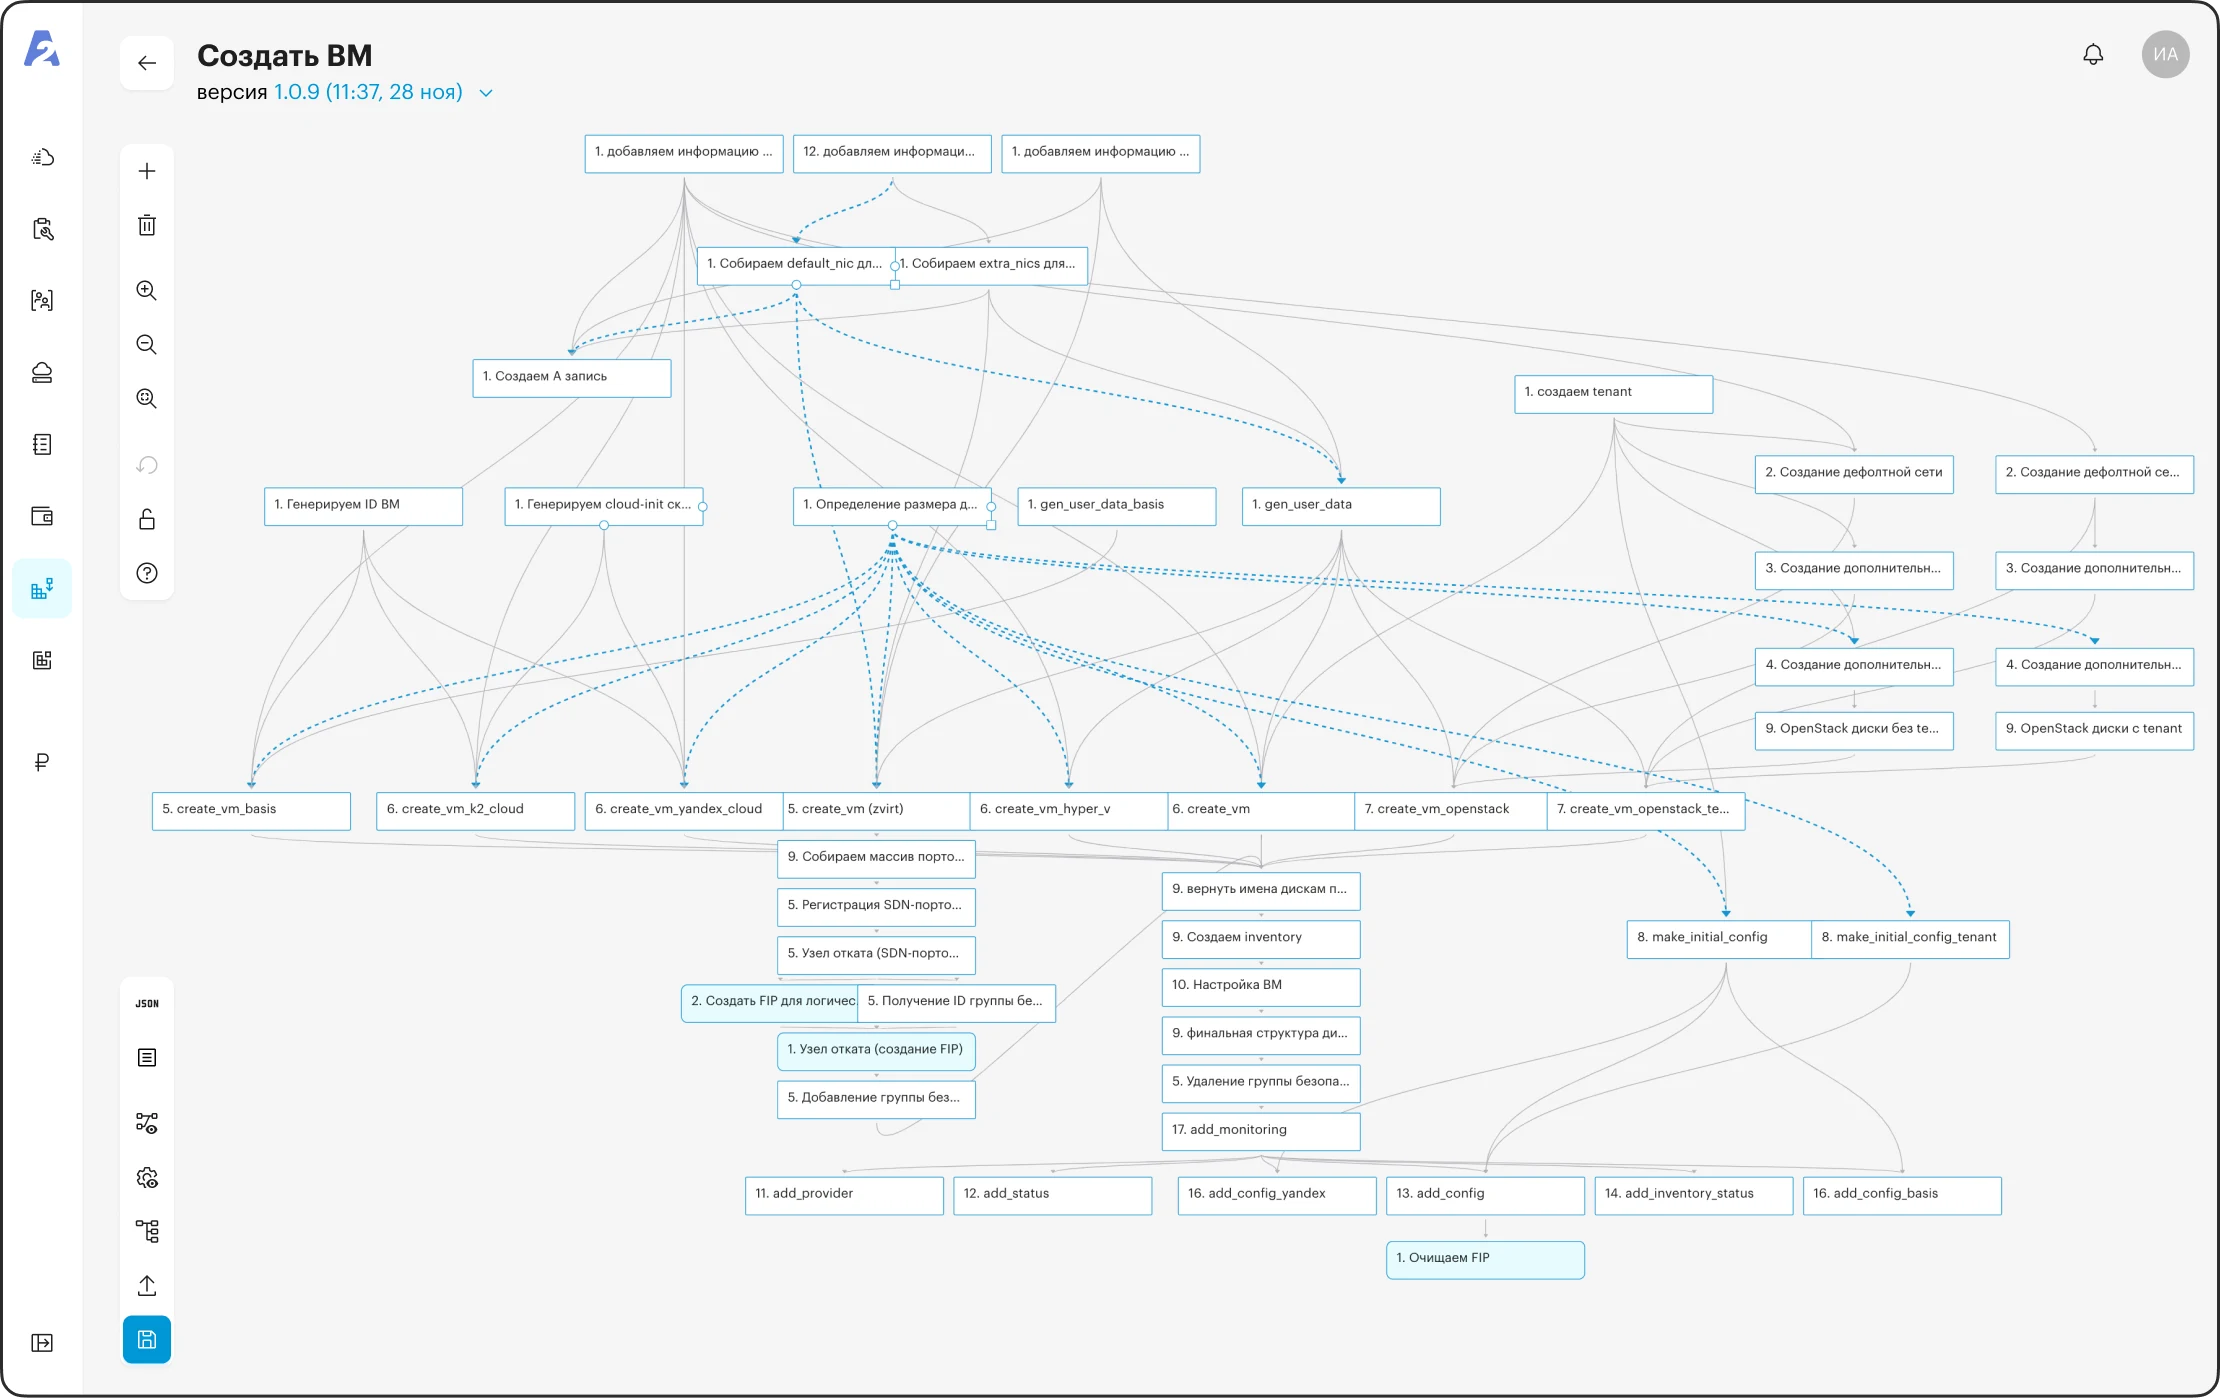 Создать ВМ
ИА
версия 1.0.9 (11:37, 28 ноя)
1. добавляем информацию ...
12. добавляем информаци...
1. добавляем информацию ...
1. Собираем default_nic дл...
1. Собираем extra_nics для...
1. Создаем А запись
1. создаем tenant
2. Создание дефолтной сети
2. Создание дефолтной се...
1. Генерируем ID ВМ
1. Генерируем cloud-init ск...
1. Определение размера д...
1. gen_user_data_basis
1. gen_user_data
3. Создание дополнительн...
3. Создание дополнительн...
4. Создание дополнительн...
4. Создание дополнительн...
9. OpenStack диски без te...
9. OpenStack диски с tenant
5. create_vm_basis
6. create_vm_k2_cloud
6. create_vm_yandex_cloud
5. create_vm (zvirt)
6. create_vm_hyper_v
6. create_vm
7. create_vm_openstack
7. create_vm_openstack_te...
9. Собираем массив порто...
9. вернуть имена дискам п...
5. Регистрация SDN-порто...
9. Создаем inventory
8. make_initial_config
8. make_initial_config_tenant
5. Узел отката (SDN-порто...
10. Настройка ВМ
JSON
2. Создать FIP для логичес
5. Получение ID группы бе...
9. финальная структура ди...
1. Узел отката (создание FIP)
5. Удаление группы безопа...
5. Добавление группы без...
17. add_monitoring
11. add_provider
12. add_status
16. add_config_yandex
13. add_config
14. add_inventory_status
16. add_config_basis
1. Очищаем FIP